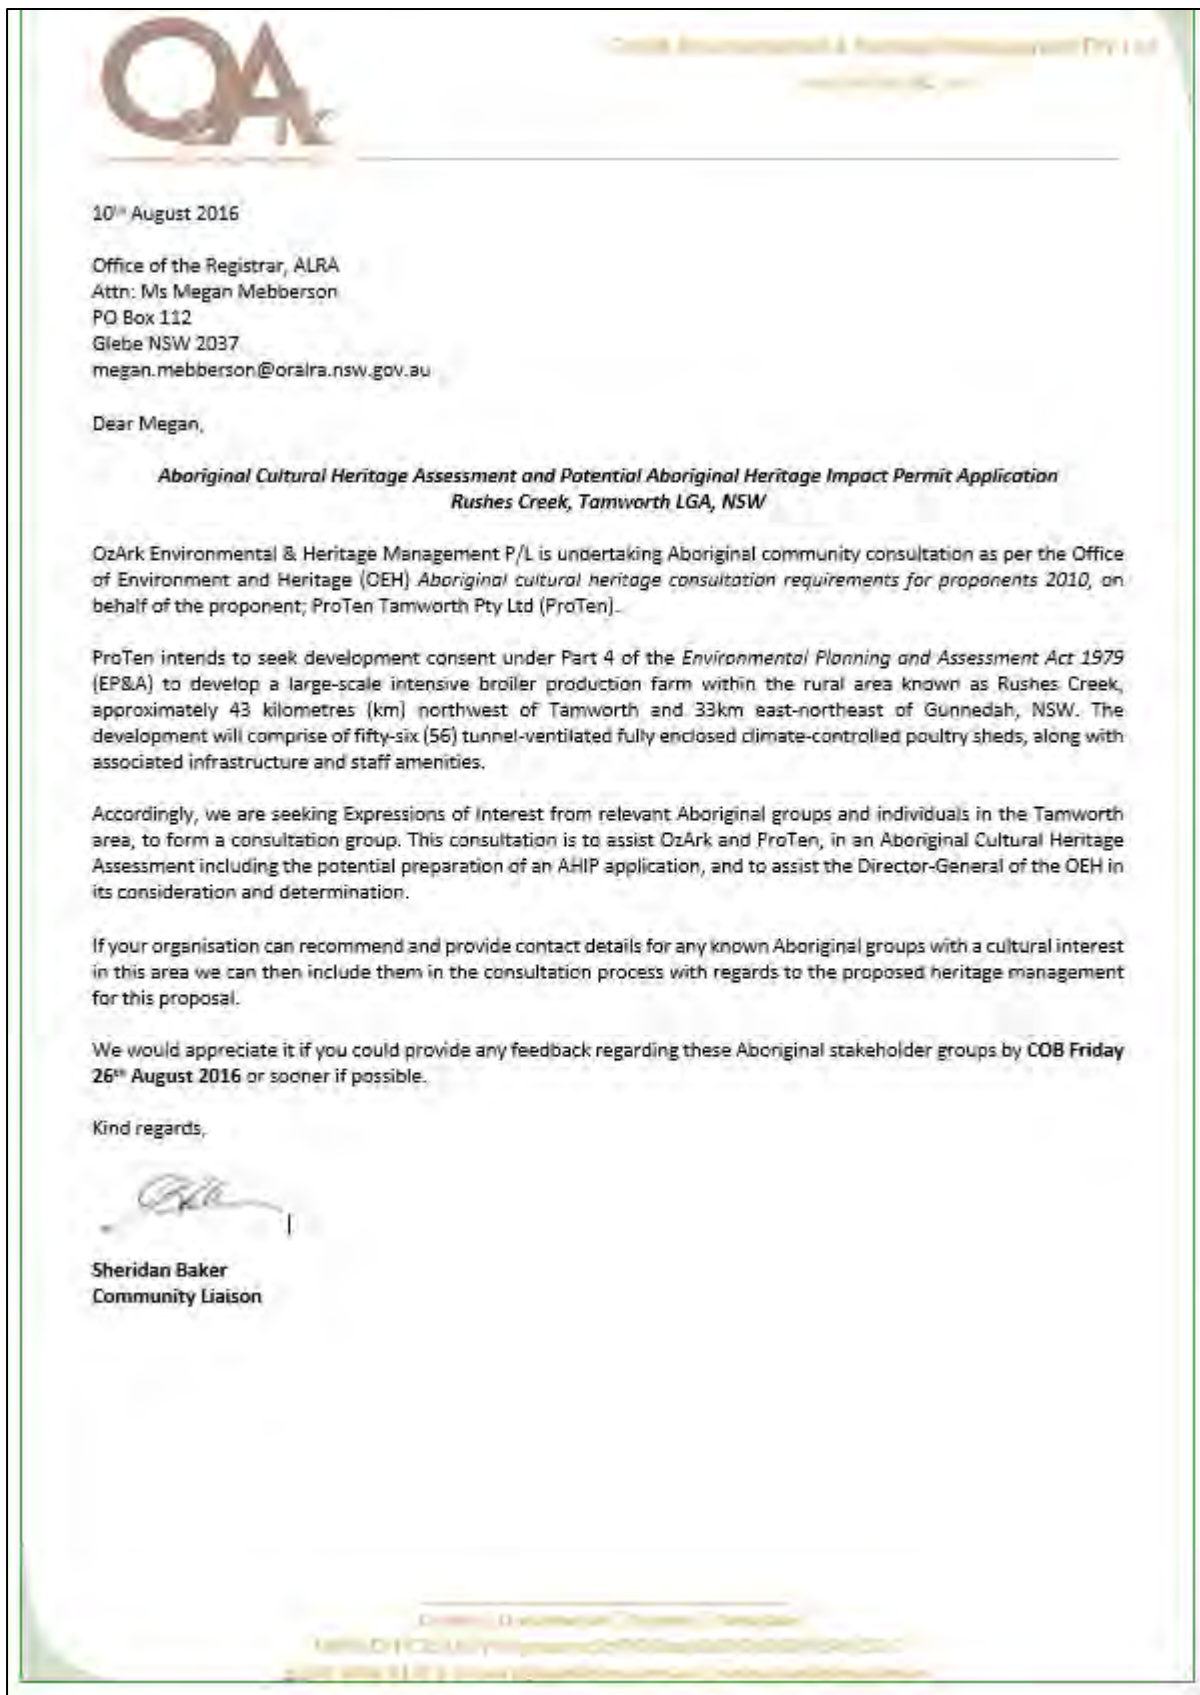 10th August 2016
Office of the Registrar, ALRA
Attn: Ms Megan Mebberson
PO Box 112
Glebe NSW 2037
megan.mebberson@oralra.nsw.gov.au
Dear Megan,
Aboriginal Cultural Heritage Assessment and Potential Aboriginal Heritage Impact Permit Application
Rushes Creek, Tamworth LGA, NSW
OzArk Environmental & Heritage Management P/L is undertaking Aboriginal community consultation as per the Office
of Environment and Heritage (OEH) Aboriginal cultural heritage consultation requirements for proponents 2010, on
behalf of the proponent; ProTen Tamworth Pty Ltd (ProTen).
ProTen intends to seek development consent under Part 4 of the Environmental Planning and Assessment Act 1979
(EP&A) to develop a large-scale intensive broiler production farm within the rural area known as Rushes Creek,
approximately 43 kilometres (km) northwest of Tamworth and 33km east-northeast of Gunnedah, NSW. The
development will comprise of fifty-six (56) tunnel-ventilated fully enclosed climate-controlled poultry sheds, along with
associated infrastructure and staff amenities.
Accordingly, we are seeking Expressions of Interest from relevant Aboriginal groups and individuals in the Tamworth
area, to form a consultation group. This consultation is to assist OzArk and ProTen, in an Aboriginal Cultural Heritage
Assessment including the potential preparation of an AHIP application, and to assist the Director-General of the OEH in
its consideration and determination.
If your organisation can recommend and provide contact details for any known Aboriginal groups with a cultural interest
in this area we can then include them in the consultation process with regards to the proposed heritage management
for this proposal.
We would appreciate it if you could provide any feedback regarding these Aboriginal stakeholder groups by COB Friday
26th August 2016 or sooner if possible.
Kind regards,
Sheridan Baker
Community Liaison